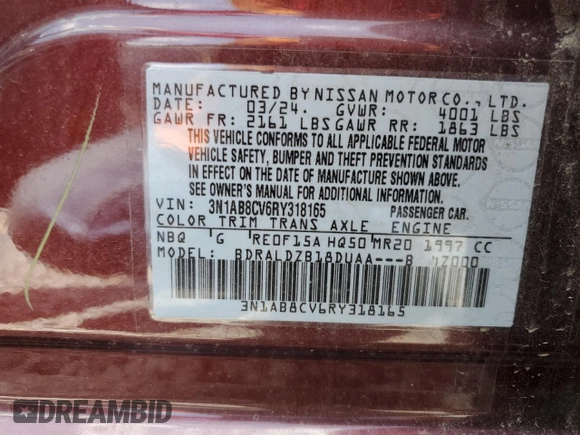 MANUFACTURED BY NISSAN MOTOR CO., LTD.
DATE: 03/24. GVWR: 4001 LBS
GAWR FR: 2161 LBS GAWR RR: 1863 LBS
THIS VEHICLE CONFORMS TO ALL APPLICABLE FEDERAL MOTOR
VEHICLE SAFETY, BUMPER AND THEFT PREVENTION STANDARDS
IN EFFECT ON THE DATE OF MANUFACTURE SHOWN ABOVE.
SEE OWNER'S MANUAL FOR ADDITIONAL INFORMATION.
VIN: 3N1AB8CV6RY318165 PASSENGER CAR.
COLOR TRIM TRANS AXLE ENGINE
NBQ G RE0F15A HQ50 MR20 1997 CC
MODEL: BDRALDZB18DUAA---B
3N1AB8CV6RY318165
DREAMBID